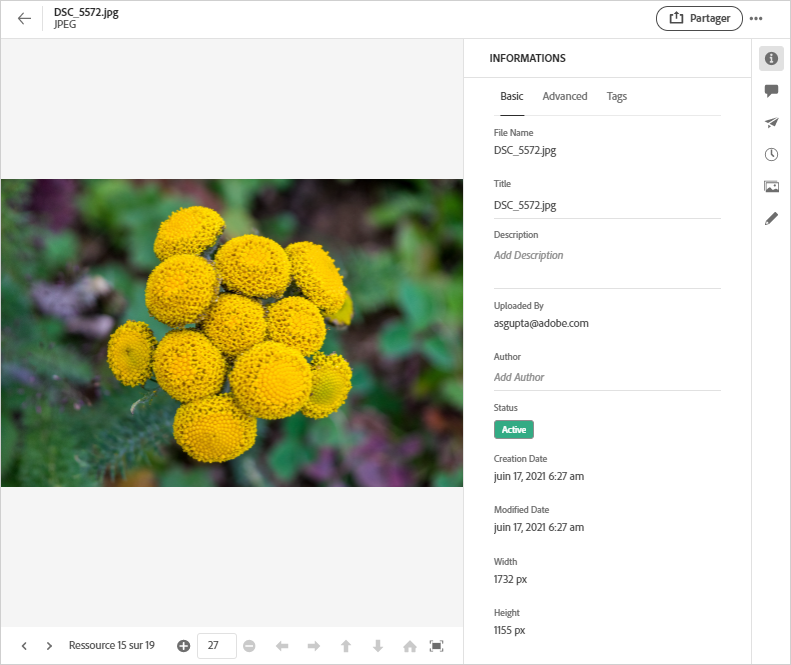 DSC_5572.jpg
JPEG
Partager
INFORMATIONS
Basic Advanced Tags
File Name
DSC_5572.jpg
Title
DSC_5572.jpg
Description
Add Description
Uploaded By
asgupta@adobe.com
Author
Add Author
Status
Active
Creation Date
juin 17, 2021 6:27 am
Modified Date
juin 17, 2021 6:27 am
Width
1732 px
Height
1155 px
Ressource 15 sur 19 27